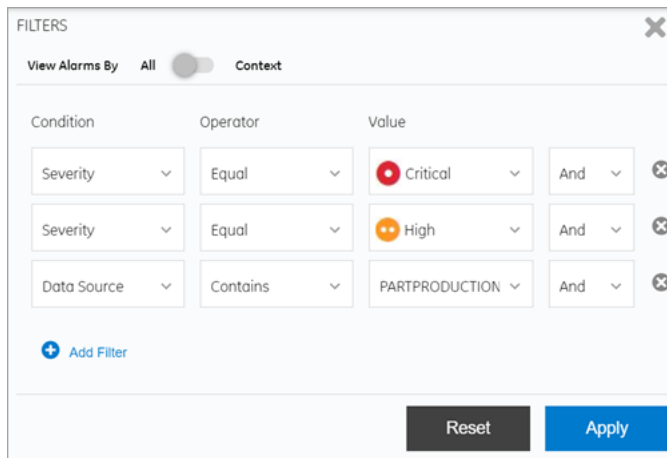 FILTERS
View Alarms By All Context
Condition Operator Value
Severity Equal Critical And
Severity Equal High And
Data Source Contains PARTPRODUCTION And
Add Filter
Reset Apply